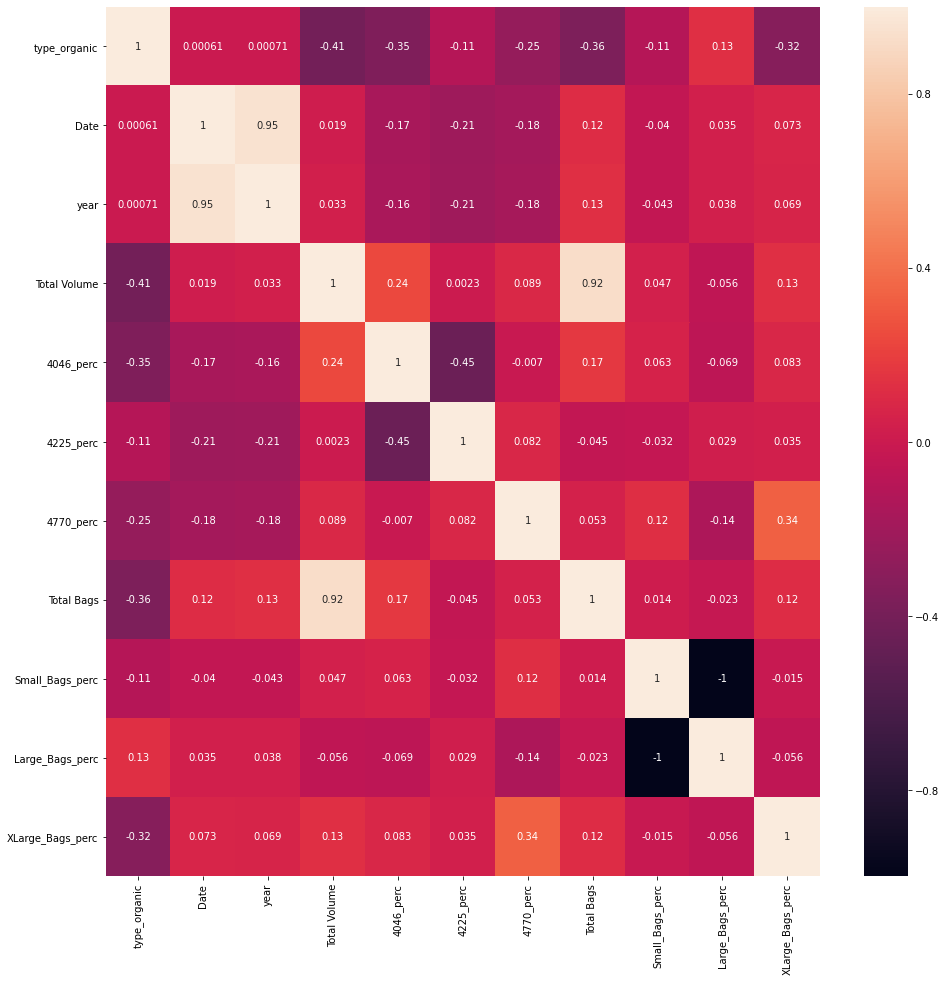 type_organic 1 0.00061 0.00071 -0.41 -0.35 -0.11 -0.25 -0.36 -0.11 0.13 -0.32
Date 0.00061 1 0.95 0.019 -0.17 -0.21 -0.18 0.12 -0.04 0.035 0.073
year 0.00071 0.95 1 0.033 -0.16 -0.21 -0.18 0.13 -0.043 0.038 0.069
Total Volume -0.41 0.019 0.033 1 0.24 0.0023 0.089 0.92 0.047 -0.056 0.13
4046_perc -0.35 -0.17 -0.16 0.24 1 -0.45 -0.007 0.17 0.063 -0.069 0.083
4225_perc -0.11 -0.21 -0.21 0.0023 -0.45 1 0.082 -0.045 -0.032 0.029 0.035
4770_perc -0.25 -0.18 -0.18 0.089 -0.007 0.082 1 0.053 0.12 -0.14 0.34
Total Bags -0.36 0.12 0.13 0.92 0.17 -0.045 0.053 1 0.014 -0.023 0.12
Small_Bags_perc -0.11 -0.04 -0.043 0.047 0.063 -0.032 0.12 0.014 1 -1 -0.015
Large_Bags_perc 0.13 0.035 0.038 -0.056 -0.069 0.029 -0.14 -0.023 -1 1 -0.056
XLarge_Bags_perc -0.32 0.073 0.069 0.13 0.083 0.035 0.34 0.12 -0.015 -0.056 1
type_organic
Date
year
Total Volume
4046_perc
4225_perc
4770_perc
Total Bags
Small_Bags_perc
Large_Bags_perc
XLarge_Bags_perc
0.8
0.4
0.0
-0.4
-0.8